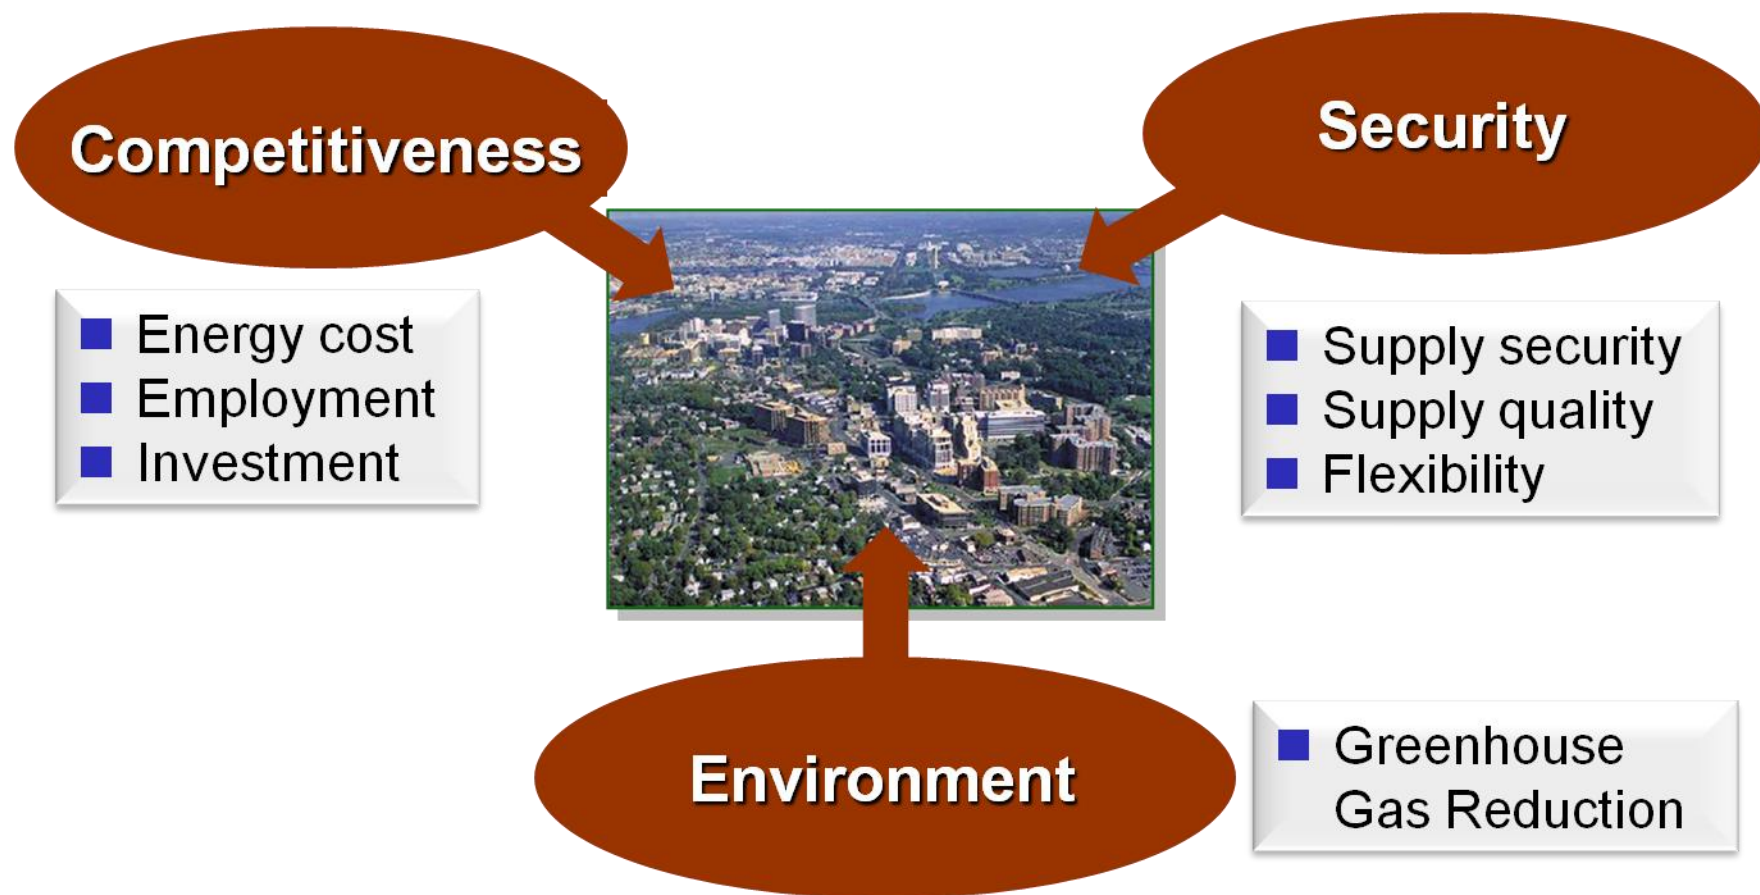 Competitiveness
Energy cost
Employment
Investment
Security
Supply security
Supply quality
Flexibility
Environment
Greenhouse
Gas Reduction